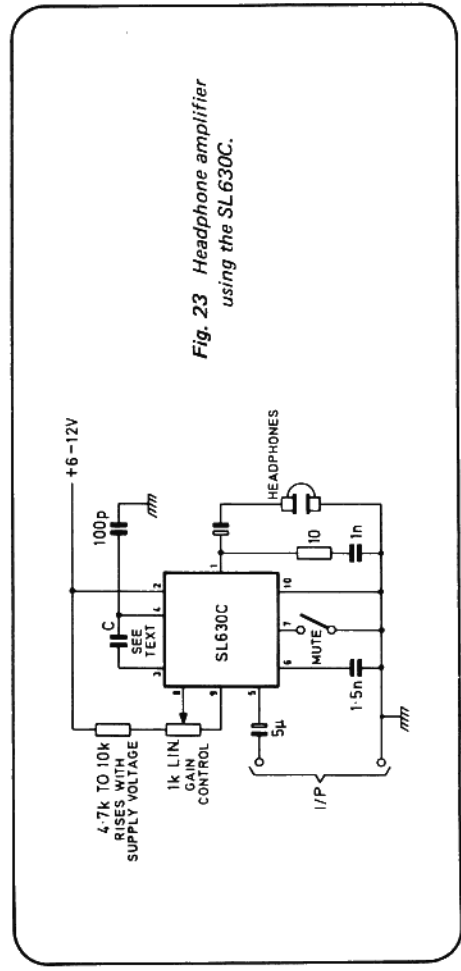 +6-12V
4·7k TO 10k
RISES WITH
SUPPLY VOLTAGE
1k LIN.
GAIN
CONTROL
C
SEE
TEXT
100p
3
4
2
8
9
SL630C
1
5
6
7
10
5μ
I/P
1·5n
MUTE
10
1n
HEADPHONES
Fig. 23 Headphone amplifier
using the SL630C.